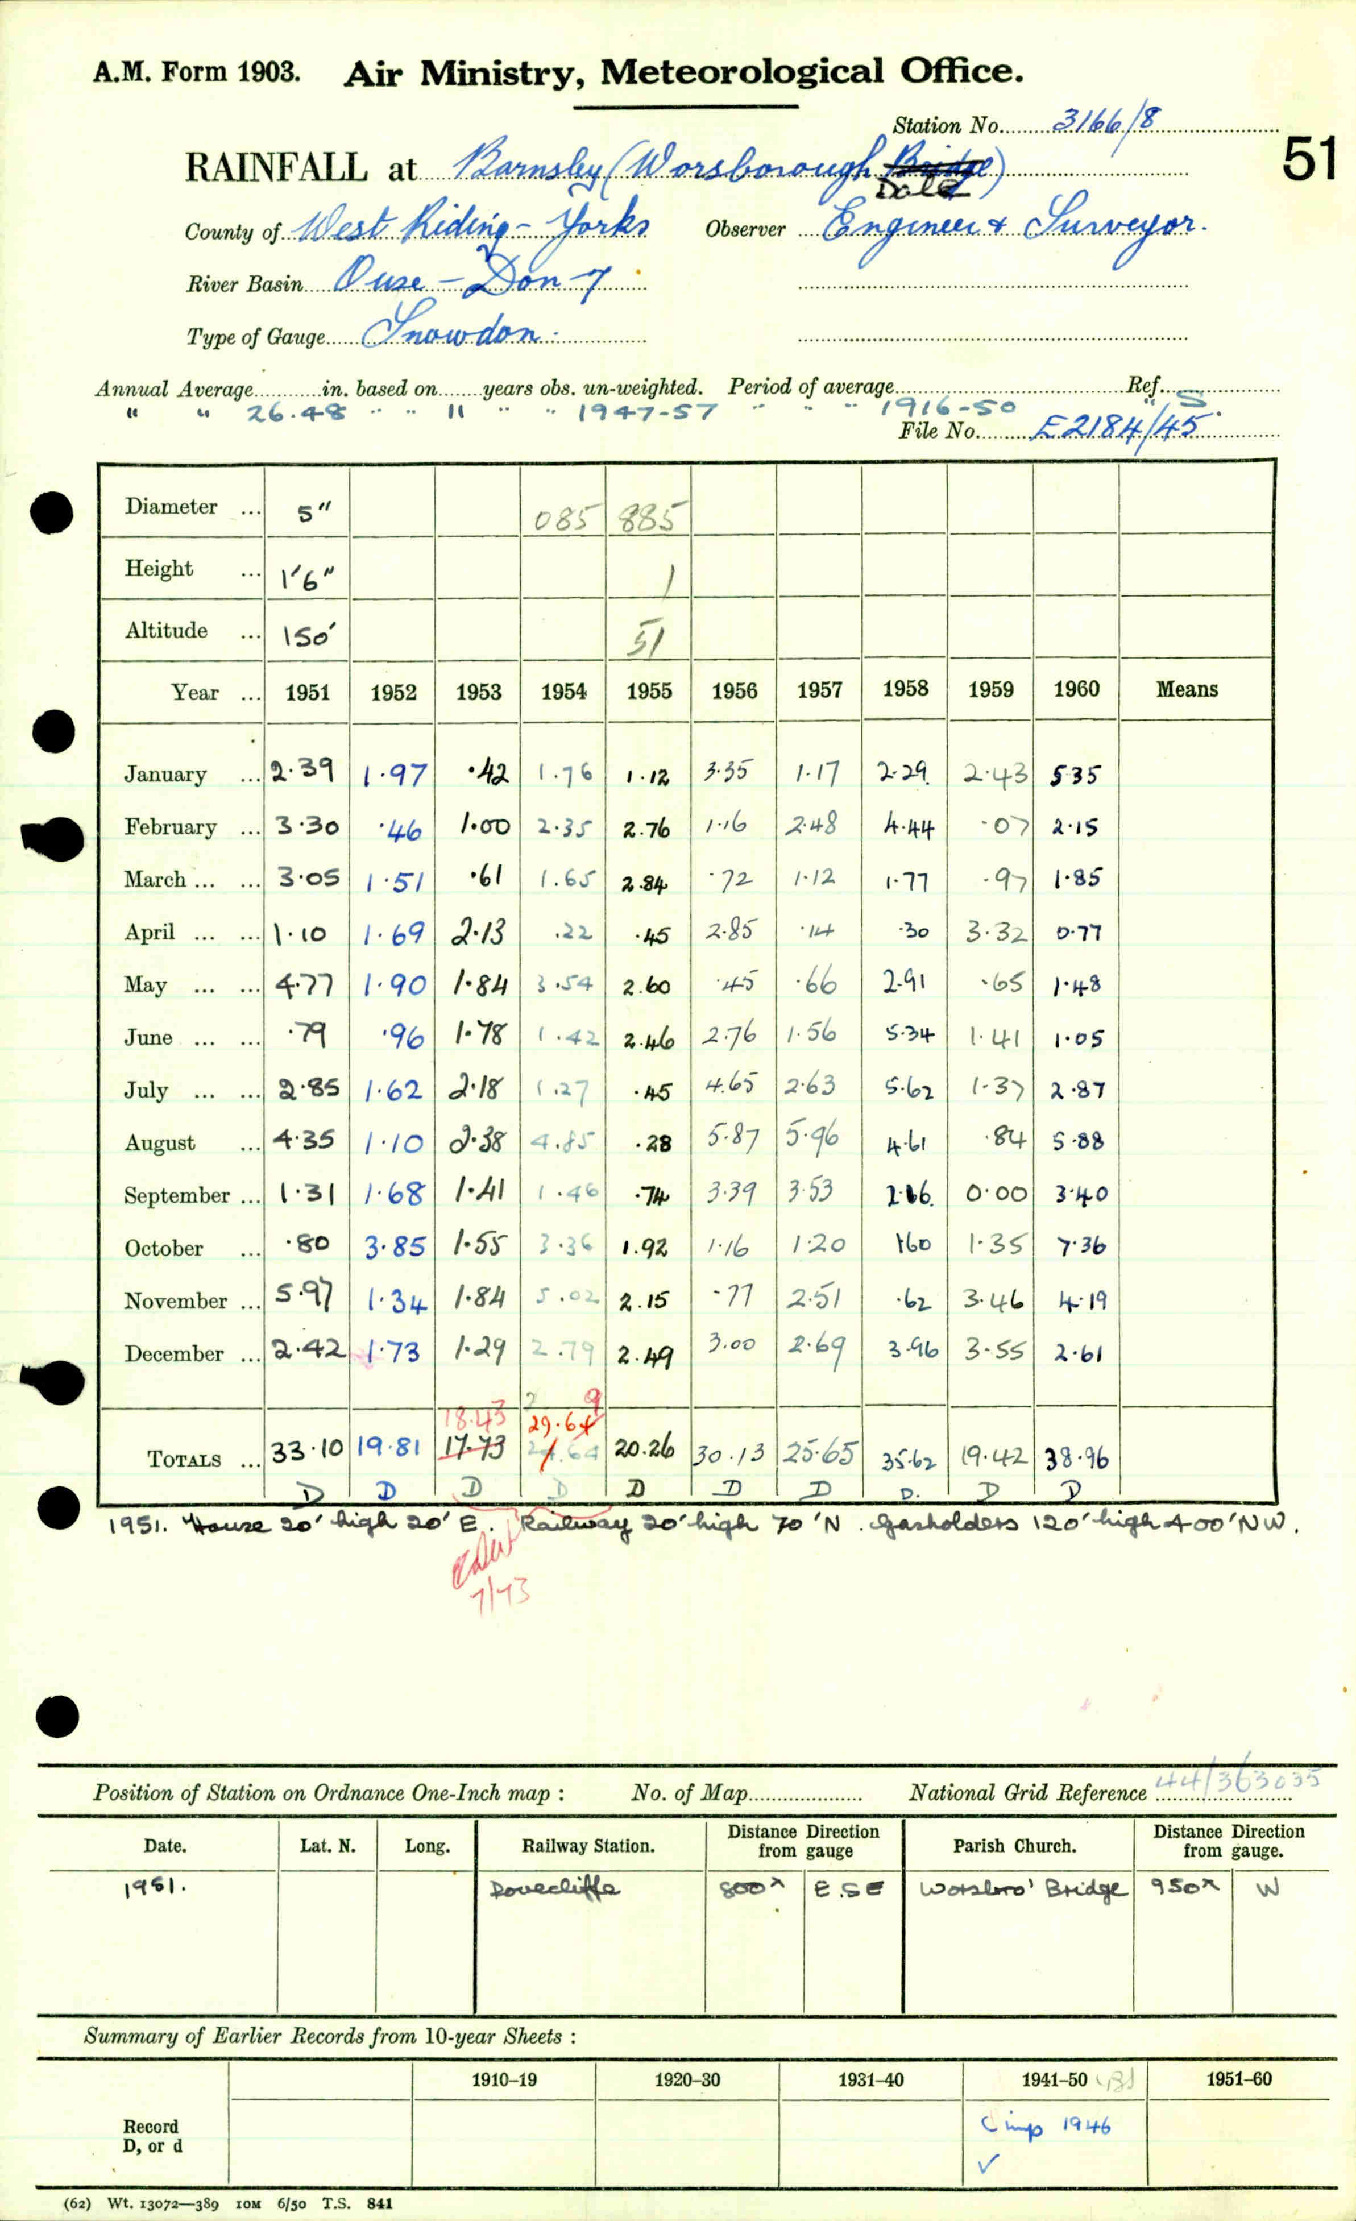 A.M. Form 1903. Air Ministry, Meteorological Office.
Station No. 3166/8
51
RAINFALL at Barnsley (Worsborough Bridge)
Dale
County of West Riding - Yorks Observer Engineer & Surveyor.
River Basin Ouse - Don 7
Type of Gauge Snowdon
Annual Average in. based on years obs. un-weighted. Period of average Ref. S.
" " 26.48 " " 11 " " 1947-57 " " " 1916-50 "
File No. E2184/45
Diameter ... 5" 085 885
Height ... 1'6" 1
Altitude ... 150' 51
Year ... 1951 1952 1953 1954 1955 1956 1957 1958 1959 1960 Means
January ... 2.39 1.97 .42 1.76 1.12 3.35 1.17 2.29 2.43 5.35
February ... 3.30 .46 1.00 2.35 2.76 1.16 2.48 4.44 .07 2.15
March ... ... 3.05 1.51 .61 1.65 2.84 .72 1.12 1.77 .97 1.85
April ... ... 1.10 1.69 2.13 .22 .45 2.85 .14 .30 3.32 0.77
May ... ... 4.77 1.90 1.84 3.54 2.60 .45 .66 2.91 .65 1.48
June ... ... .79 .96 1.78 1.42 2.46 2.76 1.56 5.34 1.41 1.05
July ... ... 2.85 1.62 2.18 1.27 .45 4.65 2.63 5.62 1.37 2.87
August ... 4.35 1.10 2.38 4.85 .28 5.87 5.96 4.61 .84 5.88
September ... 1.31 1.68 1.41 1.46 .74 3.39 3.53 2.16 0.00 3.40
October ... .80 3.85 1.55 3.36 1.92 1.16 1.20 1.60 1.35 7.36
November ... 5.97 1.34 1.84 5.02 2.15 .77 2.51 .62 3.46 4.19
December ... 2.42 1.73 1.29 2.79 2.49 3.00 2.69 3.96 3.55 2.61
18.43 29.64 9
TOTALS ... 33.10 19.81 17.73 24.64 20.26 30.13 25.65 35.62 19.42 38.96
D D D D D D D D. D D
1951. House 20' high 20' E. Railway 20' high 70' N. Gasholders 120' high 400' NW.
7/73
Position of Station on Ordnance One-Inch map : No. of Map National Grid Reference 44/363035
Date. Lat. N. Long. Railway Station. Distance Direction from gauge Parish Church. Distance Direction from gauge.
1951. Dovecliffe 800x E.SE Worsbro' Bridge 950x W
Summary of Earlier Records from 10-year Sheets :
1910-19 1920-30 1931-40 1941-50 1951-60
Record
D, or d
C imp 1946
✓
(62) Wt. 13072—389 10M 6/50 T.S. 841